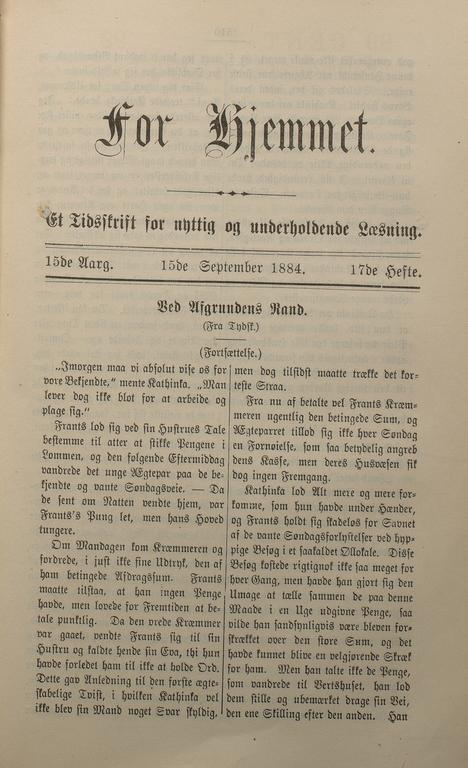 For Hjemmet.
Et Tidsskrift for nyttig og underholdende Læsning.
15de Aarg. 15de September 1884. 17de Hefte.
Ved Afgrundens Rand.
(Fra Tydsk.)
(Fortsættelse.)
„Imorgen maa vi absolut vise os for
vore Bekjendte,“ mente Kathinka. „Man
lever dog ikke blot for at arbeide og
plage sig.“
Frants lod sig ved sin Hustrues Tale
bestemme til atter at stikke Pengene i
Lommen, og den følgende Eftermiddag
vandrede det unge Ægtepar paa de be-
kjendte og vante Søndagsveie. — Da
de sent om Natten vendte hjem, var
Frants's Pung let, men hans Hoved
tungere.
Om Mandagen kom Kræmmeren og
fordrede, i just ikke fine Udtryk, den af
ham betingede Afdragsum. Frants
maatte tilstaa, at han ingen Penge
havde, men lovede for Fremtiden at be-
tale punktlig. Da den vrede Kræmmer
var gaaet, vendte Frants sig til sin
Hustru og kaldte hende sin Eva, thi hun
havde forledet ham til ikke at holde Ord.
Dette gav Anledning til den første ægte-
skabelige Tvist, i hvilken Kathinka vel
ikke blev sin Mand noget Svar skyldig,
men dog tilsidst maatte trække det kor-
teste Straa.
Fra nu af betalte vel Frants Kræm-
meren ugentlig den betingede Sum, og
Ægteparret tillod sig ikke hver Søndag
en Fornøielse, som saa betydelig angreb
dens Kasse, men deres Husvæsen fik
dog ingen Fremgang.
Kathinka lod Alt mere og mere for-
komme, som hun havde under Hænder,
og Frants holdt sig skadeløs for Savnet
af de vante Søndagsforlystelser ved hyp-
pige Besøg i et saakaldet Øllokale. Disse
Besøg kostede rigtignok ikke saa meget for
hver Gang, men havde han gjort sig den
Umage at tælle sammen de paa denne
Maade i en Uge udgivne Penge, saa
vilde han sandsynligvis være bleven for-
skrækket over den store Sum, og det
havde kunnet blive en velgjørende Skræk
for ham. Men han talte ikke de Penge,
som vandrede til Vertshuset, han lod
dem stille og ubemærket drage sin Vei,
den ene Skilling efter den anden. Han